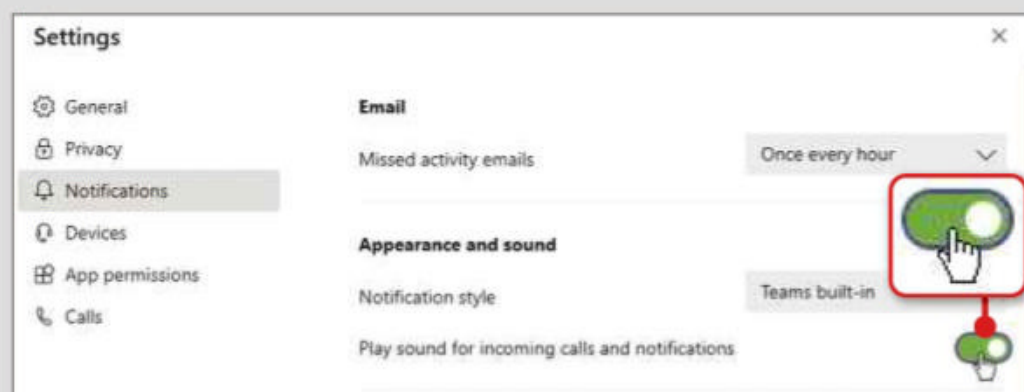 Settings
General
Privacy
Notifications
Devices
App permissions
Calls
Email
Missed activity emails Once every hour
Appearance and sound
Notification style Teams built-in
Play sound for incoming calls and notifications